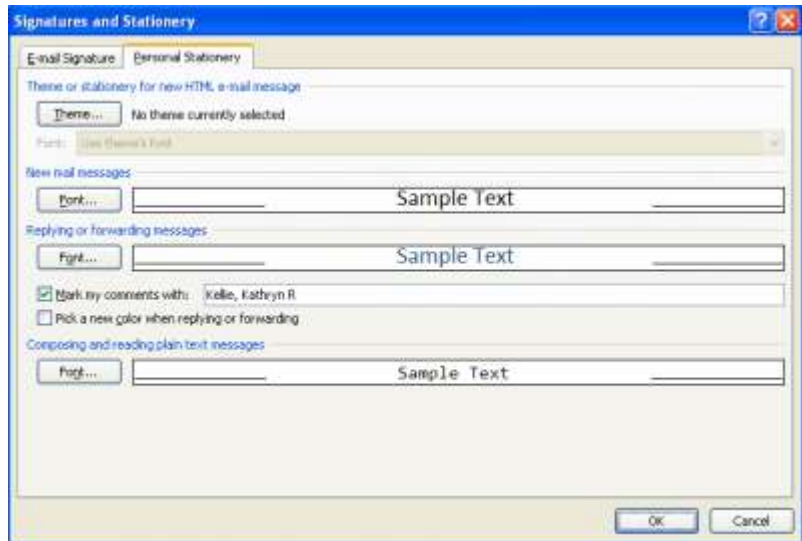 Signatures and Stationery
E-mail Signature Personal Stationery
Theme or stationery for new HTML e-mail message
Theme... No theme currently selected
Font: Use theme's font
New mail messages
Font... Sample Text
Replying or forwarding messages
Font... Sample Text
Mark my comments with: Kellie, Kathryn R
Pick a new color when replying or forwarding
Composing and reading plain text messages
Font... Sample Text
OK Cancel